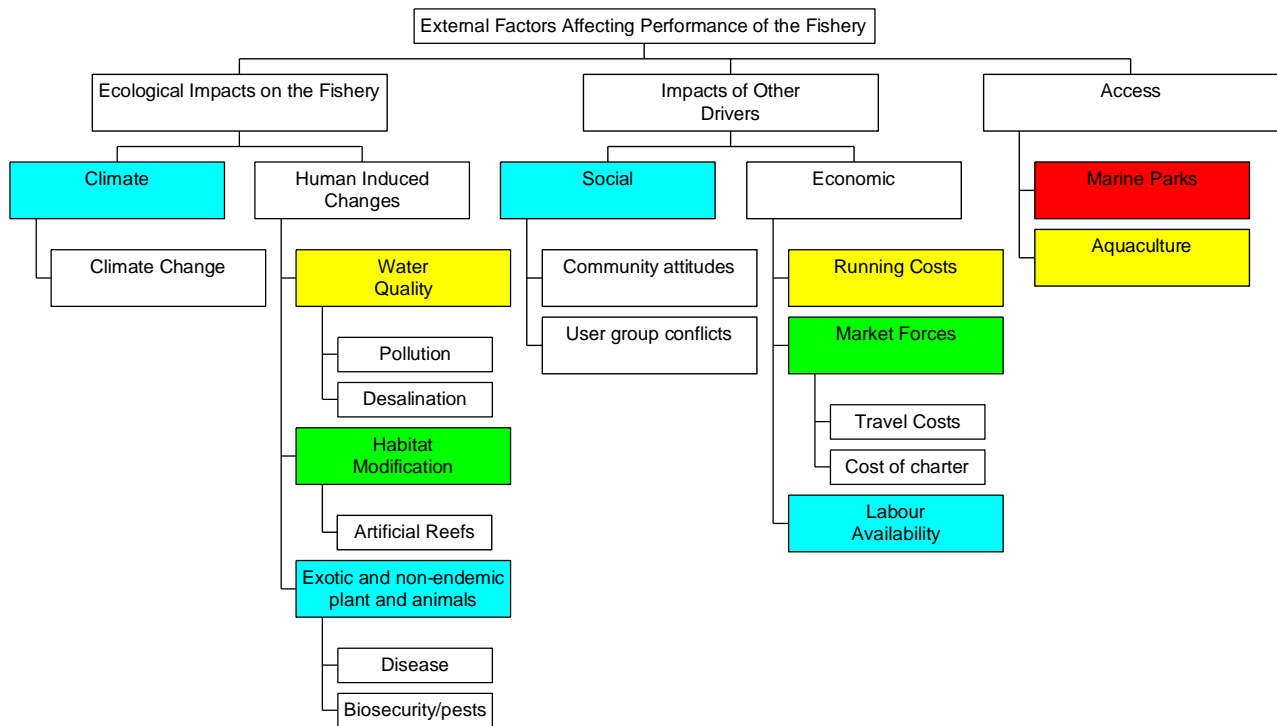 External Factors Affecting Performance of the Fishery
Ecological Impacts on the Fishery
Impacts of Other
Drivers
Access
Climate
Human Induced
Changes
Social
Economic
Marine Parks
Climate Change
Water
Quality
Community attitudes
Running Costs
Aquaculture
Pollution
User group conflicts
Market Forces
Desalination
Travel Costs
Habitat
Modification
Cost of charter
Artificial Reefs
Labour
Availability
Exotic and non-endemic
plant and animals
Disease
Biosecurity/pests